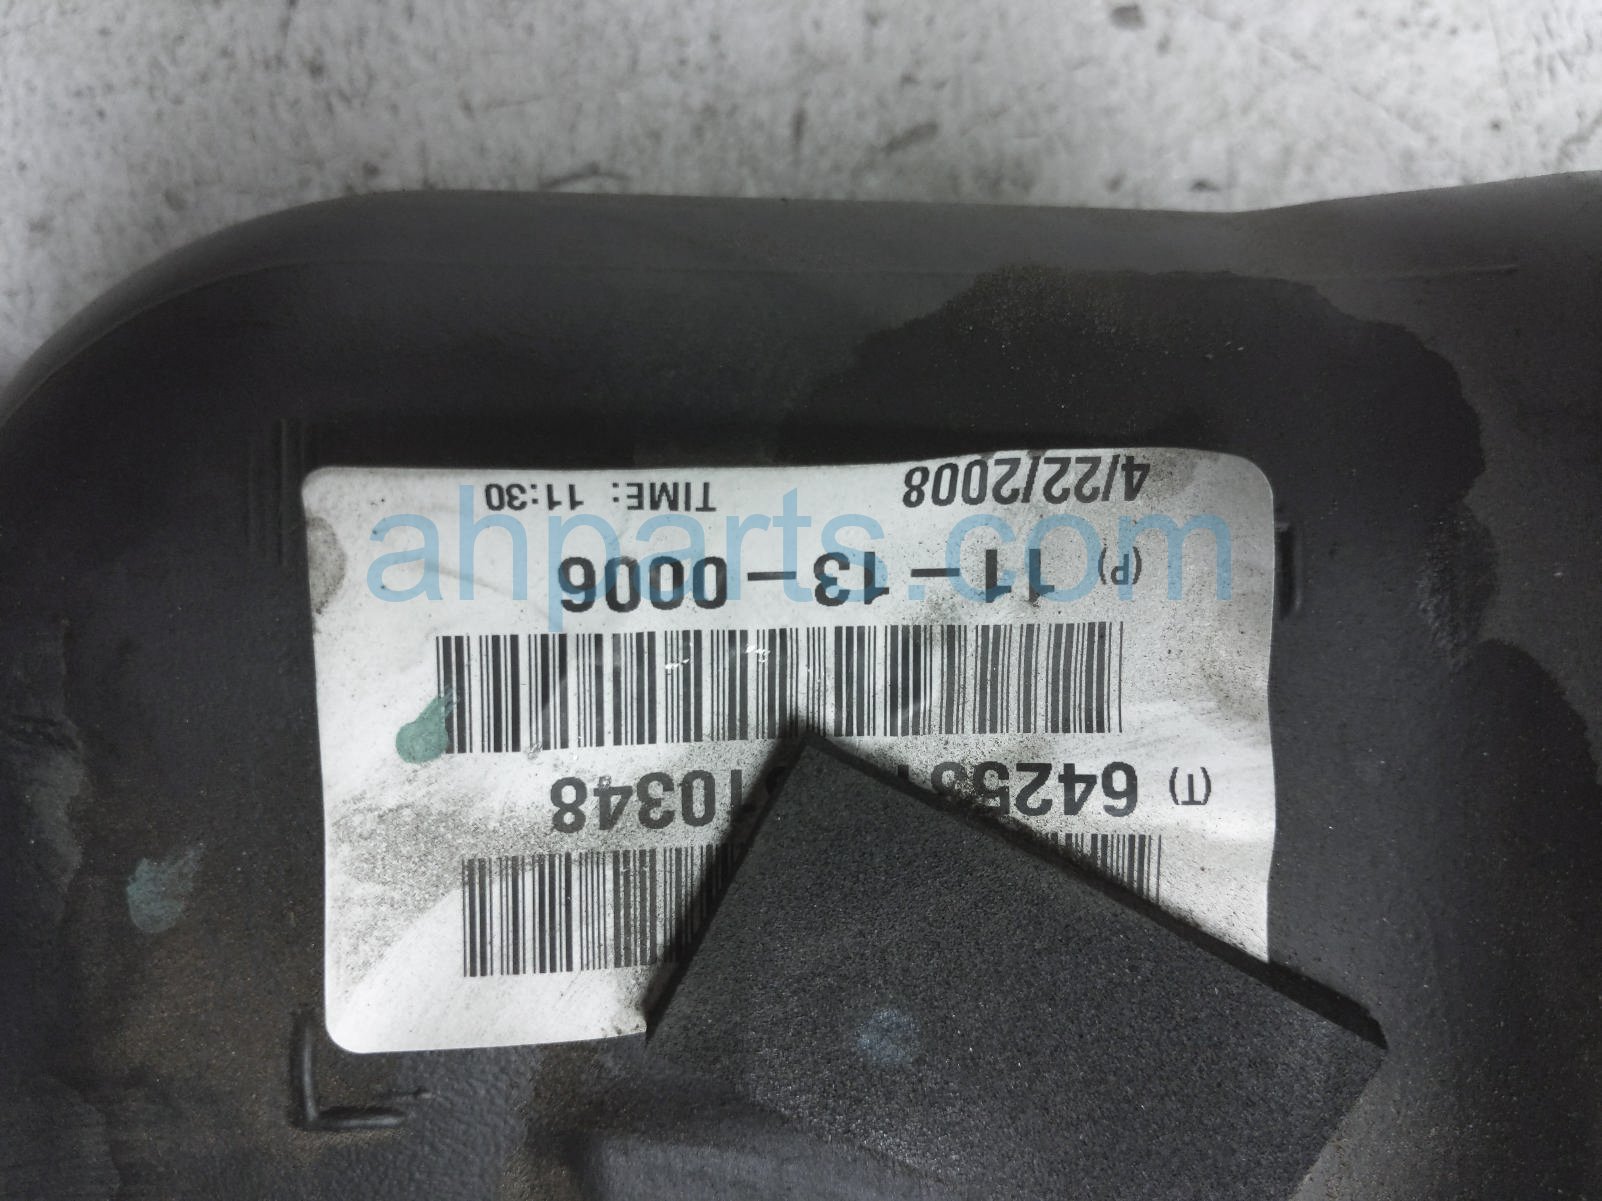 (T) 6425 10348
(P) 11-13-0006
4/22/2008 TIME: 11:30
ahparts.com